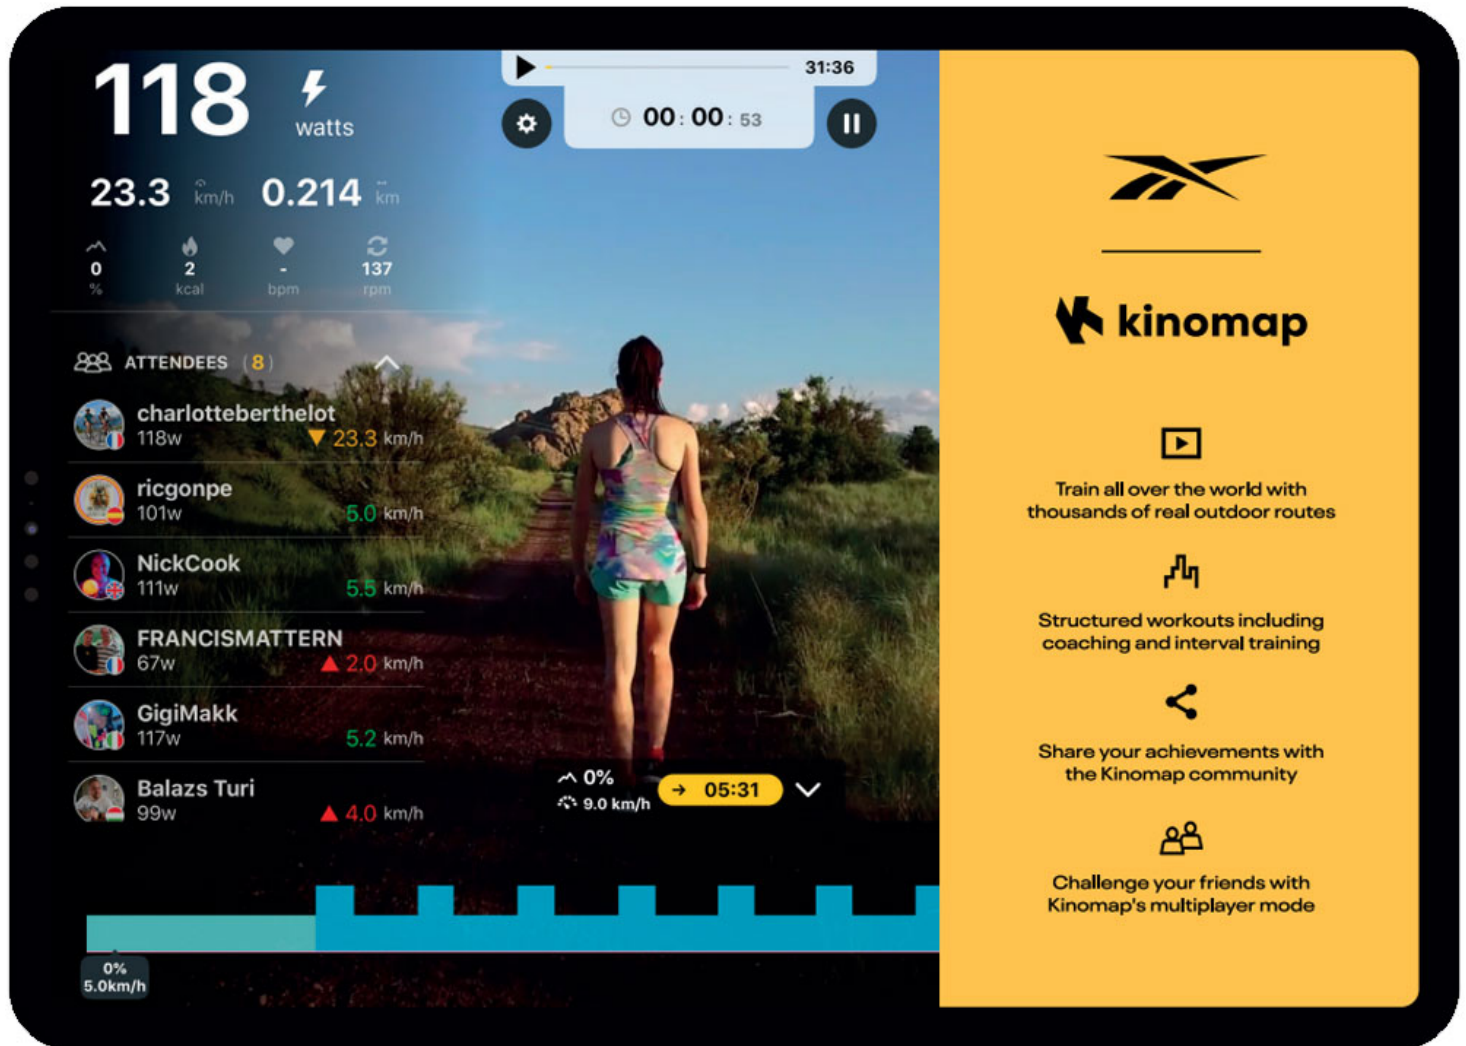 118
watts
31:36
00 : 00 : 53
23.3 km/h 0.214 km
0 2 - 137
% kcal bpm rpm
ATTENDEES (8)
charlotteberthelot
118w ▼ 23.3 km/h
ricgonpe
101w 5.0 km/h
NickCook
111w 5.5 km/h
FRANCISMATTERN
67w ▲ 2.0 km/h
GigiMakk
117w 5.2 km/h
Balazs Turi
99w ▲ 4.0 km/h
0%
9.0 km/h
→ 05:31
0%
5.0km/h
kinomap
Train all over the world with
thousands of real outdoor routes
Structured workouts including
coaching and interval training
Share your achievements with
the Kinomap community
Challenge your friends with
Kinomap's multiplayer mode